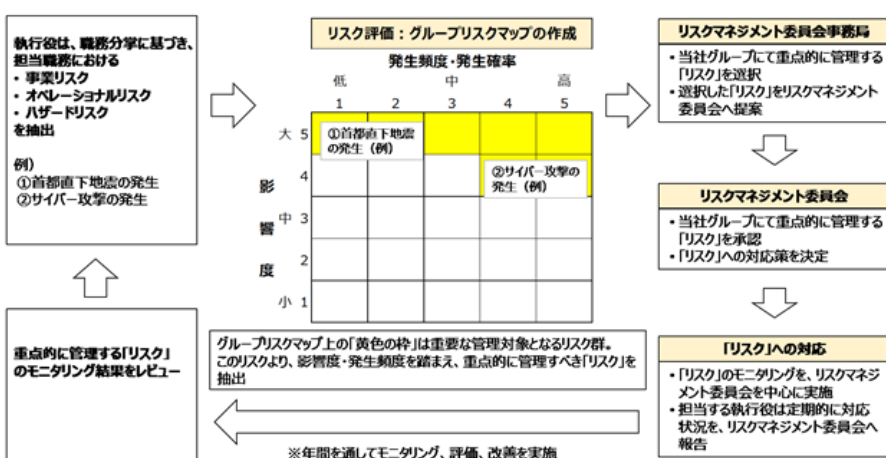 執行役は、職務分掌に基づき、
担当職務における
・事業リスク
・オペレーショナルリスク
・ハザードリスク
を抽出
例)
①首都直下地震の発生
②サイバー攻撃の発生
リスク評価：グループリスクマップの作成
発生頻度・発生確率
低 中 高
1 2 3 4 5
大 5
①首都直下地震
の発生（例）
4
②サイバー攻撃の
発生（例）
影
響
度
中 3
2
小 1
グループリスクマップ上の「黄色の枠」は重要な管理対象となるリスク群。
このリスクより、影響度・発生頻度を踏まえ、重点的に管理すべき「リスク」を
抽出
リスクマネジメント委員会事務局
・当社グループにて重点的に管理する
「リスク」を選択
・選択した「リスク」をリスクマネジメント
委員会へ提案
リスクマネジメント委員会
・当社グループにて重点的に管理する
「リスク」を承認
・「リスク」への対応策を決定
「リスク」への対応
・「リスク」のモニタリングを、リスクマネジ
メント委員会を中心に実施
・担当する執行役は定期的に対応
状況を、リスクマネジメント委員会へ
報告
※年間を通してモニタリング、評価、改善を実施
重点的に管理する「リスク」
のモニタリング結果をレビュー